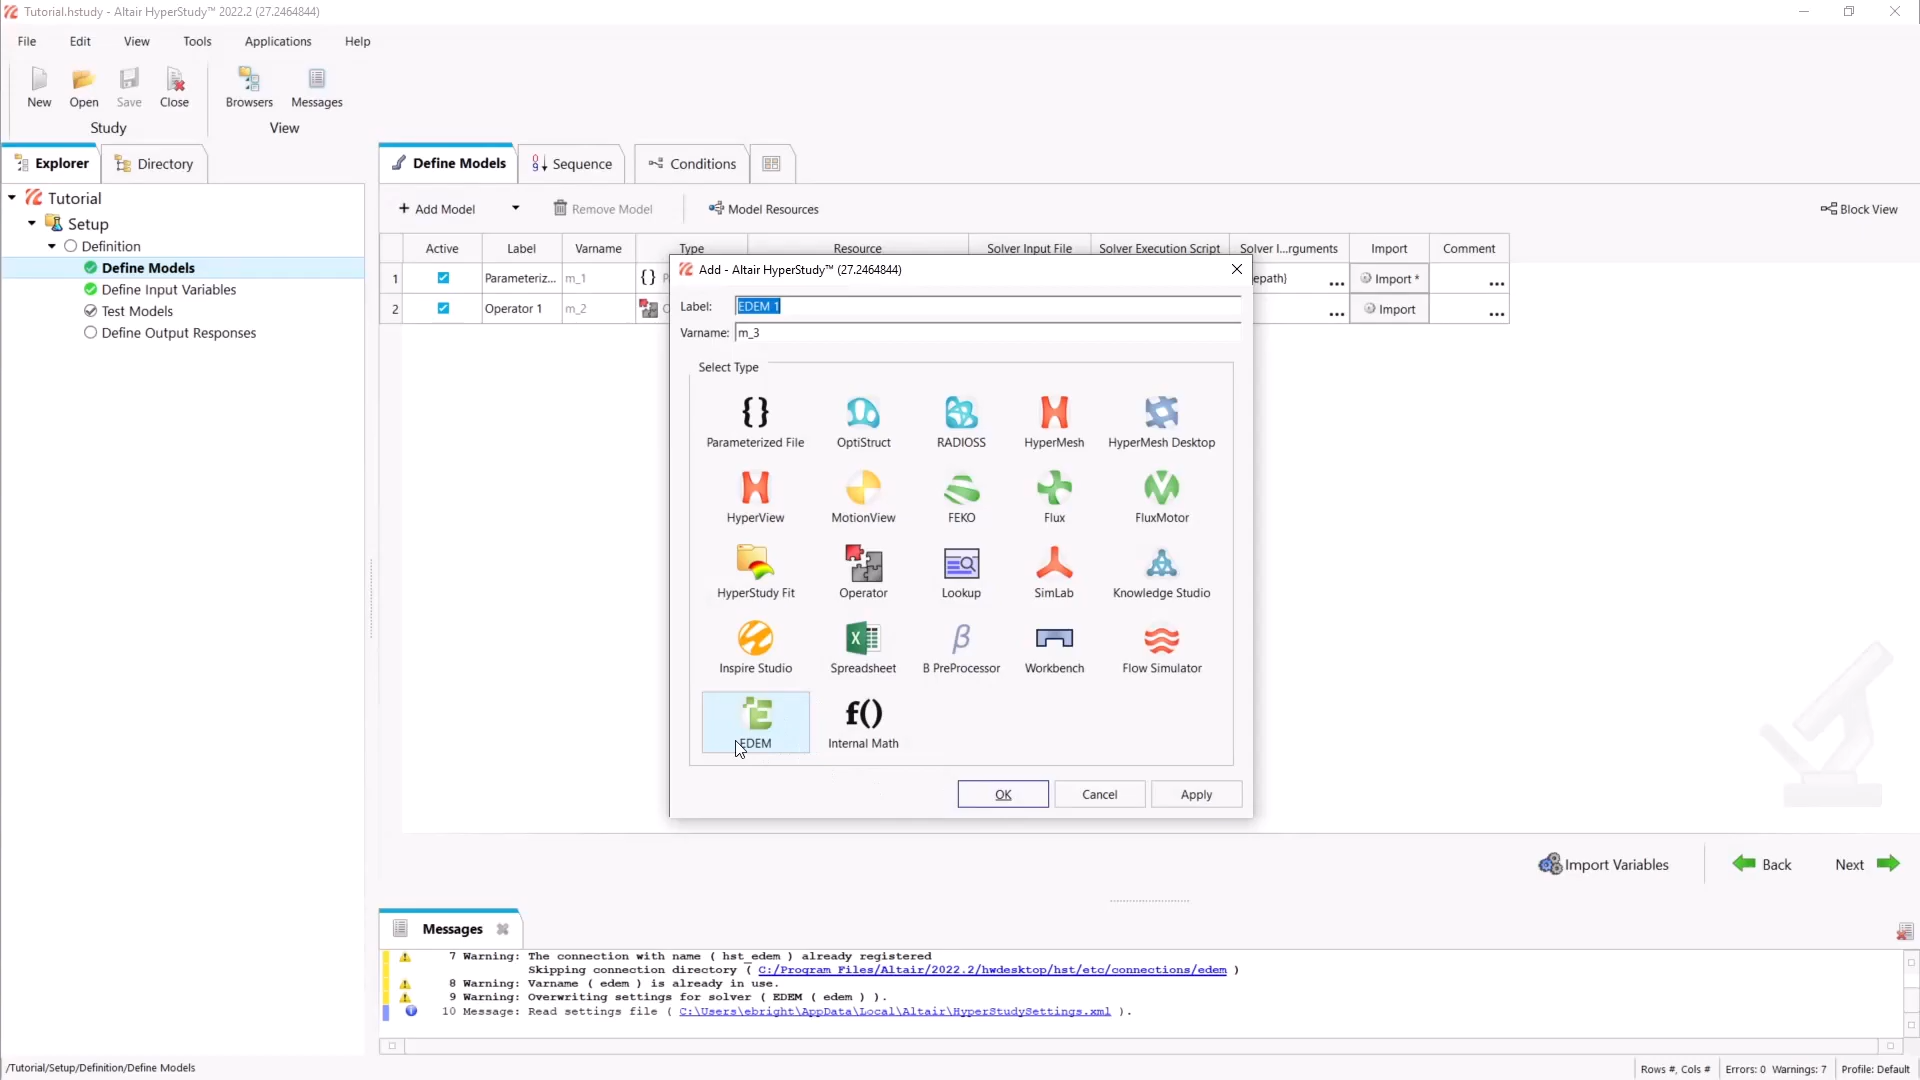 Tutorial.hstudy - Altair HyperStudy™ 2022.2 (27.2464844)
File Edit View Tools Applications Help
New Open Save Close Browsers Messages
Study View
Explorer Directory
Define Models Sequence Conditions
Tutorial
Setup
Definition
Define Models
Define Input Variables
Test Models
Define Output Responses
+ Add Model Remove Model Model Resources Block View
Active Label Varname Type Resource Solver Input File Solver Execution Script Solver I...rguments Import Comment
1 Parameteriz... m_1 {} P epath) ... Import * ...
2 Operator 1 m_2 ... Import ...
Add - Altair HyperStudy™ (27.2464844)
Label: EDEM 1
Varname: m_3
Select Type
{} 
Parameterized File OptiStruct RADIOSS HyperMesh HyperMesh Desktop
HyperView MotionView FEKO Flux FluxMotor
HyperStudy Fit Operator Lookup SimLab Knowledge Studio
β
Inspire Studio Spreadsheet B PreProcessor Workbench Flow Simulator
f()
EDEM Internal Math
OK Cancel Apply
Import Variables Back Next
Messages
7 Warning: The connection with name ( hst_edem ) already registered
Skipping connection directory ( C:/Program Files/Altair/2022.2/hwdesktop/hst/etc/connections/edem )
8 Warning: Varname ( edem ) is already in use.
9 Warning: Overwriting settings for solver ( EDEM ( edem ) ).
10 Message: Read settings file ( C:\Users\ebright\AppData\Local\Altair\HyperStudySettings.xml ).
/Tutorial/Setup/Definition/Define Models
Rows #, Cols # Errors: 0 Warnings: 7 Profile: Default